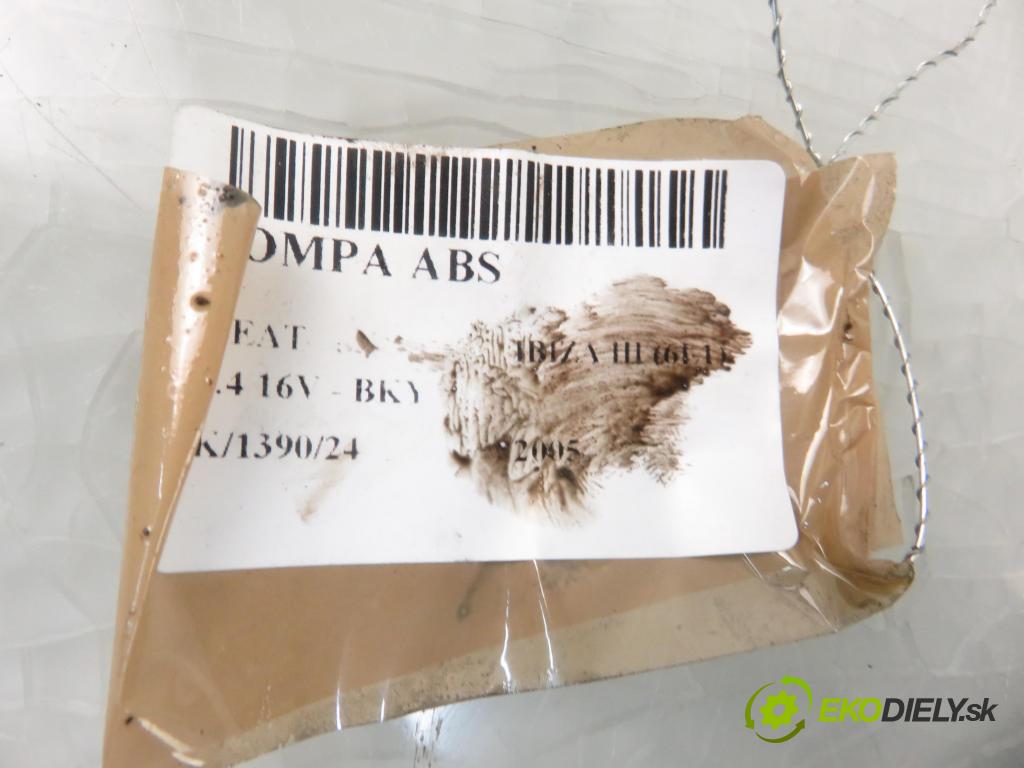 OMPA ABS
EAT IBIZA III (6L1)
.4 16V - BKY
K/1390/24 2005
EKODIELY.sk